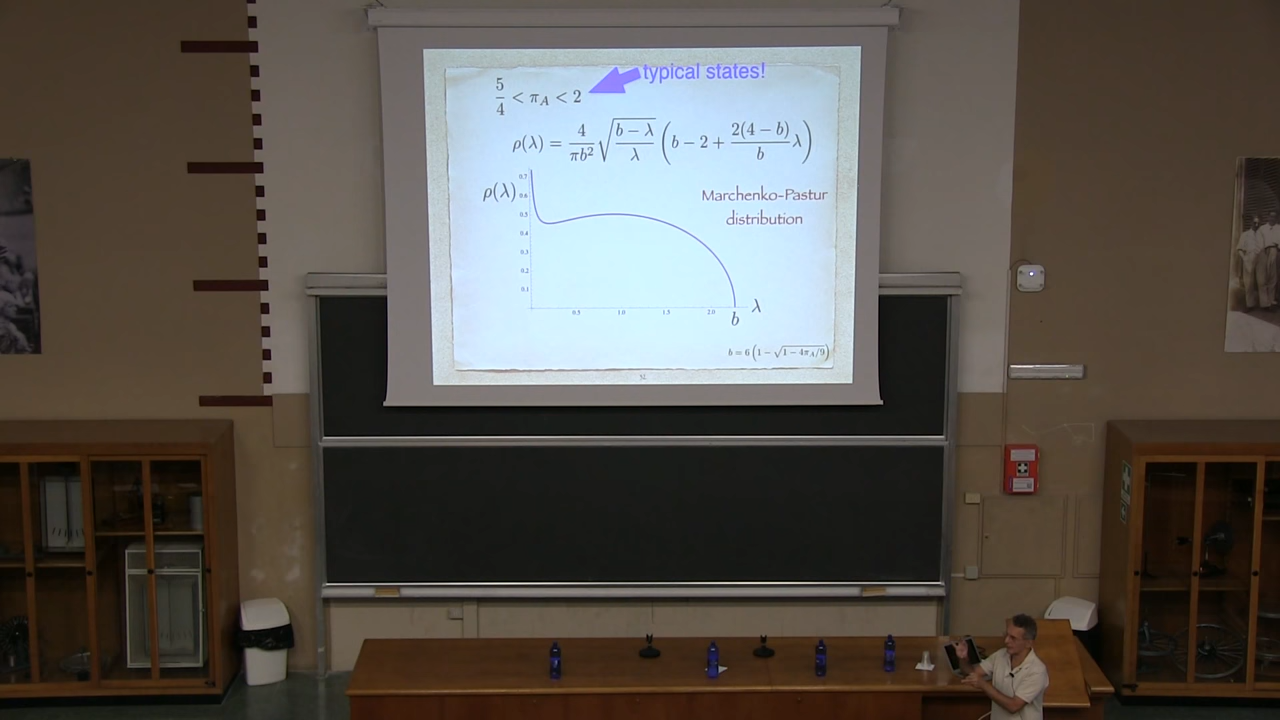 typical states!
5/4 < π_A < 2
ρ(λ) = 4/(πb²) √((b − λ)/λ) (b − 2 + (2(4 − b)/b) λ)
ρ(λ)
0.7
0.6
0.5
0.4
0.3
0.2
0.1
Marchenko-Pastur
distribution
0.5 1.0 1.5 2.0
b
λ
b = 6 (1 − √(1 − 4π_A/9))